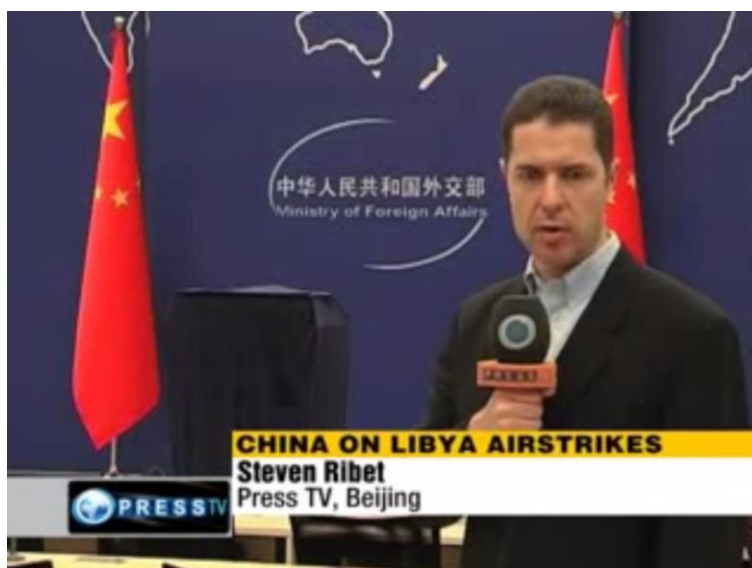 中华人民共和国外交部
Ministry of Foreign Affairs
PRESS
CHINA ON LIBYA AIRSTRIKES
Steven Ribet
Press TV, Beijing
PRESS TV